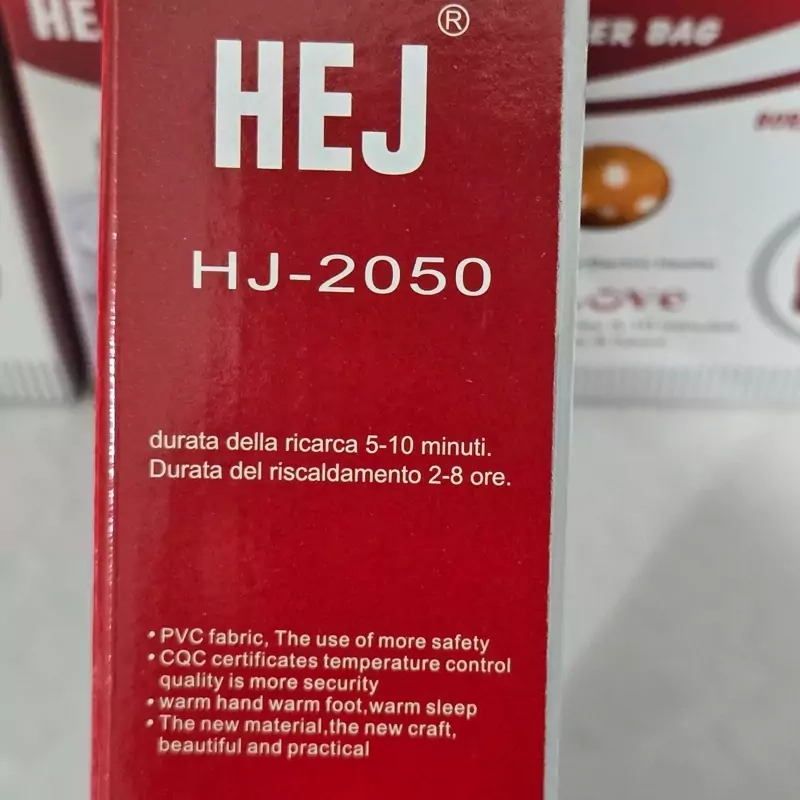 HEJ®
HJ-2050
durata della ricarca 5-10 minuti.
Durata del riscaldamento 2-8 ore.
• PVC fabric, The use of more safety
• CQC certificates temperature control
quality is more security
• warm hand warm foot,warm sleep
• The new material,the new craft,
beautiful and practical
HE
BAG